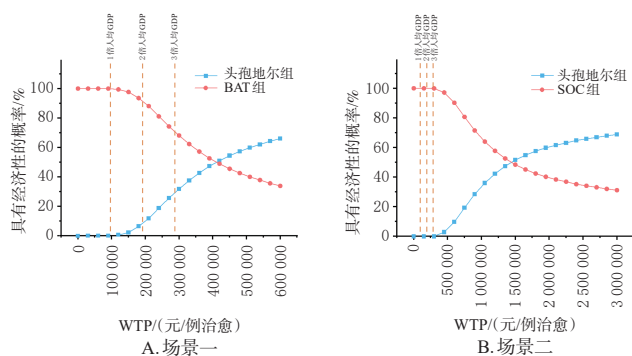 1倍人均GDP
2倍人均GDP
3倍人均GDP
头孢地尔组
BAT组
具有经济性的概率/%
100
80
60
40
20
0
0
100 000
200 000
300 000
400 000
500 000
600 000
WTP/(元/例治愈)
A.场景一
1倍人均GDP
2倍人均GDP
3倍人均GDP
头孢地尔组
SOC组
具有经济性的概率/%
100
80
60
40
20
0
0
500 000
1 000 000
1 500 000
2 000 000
2 500 000
3 000 000
WTP/(元/例治愈)
B.场景二